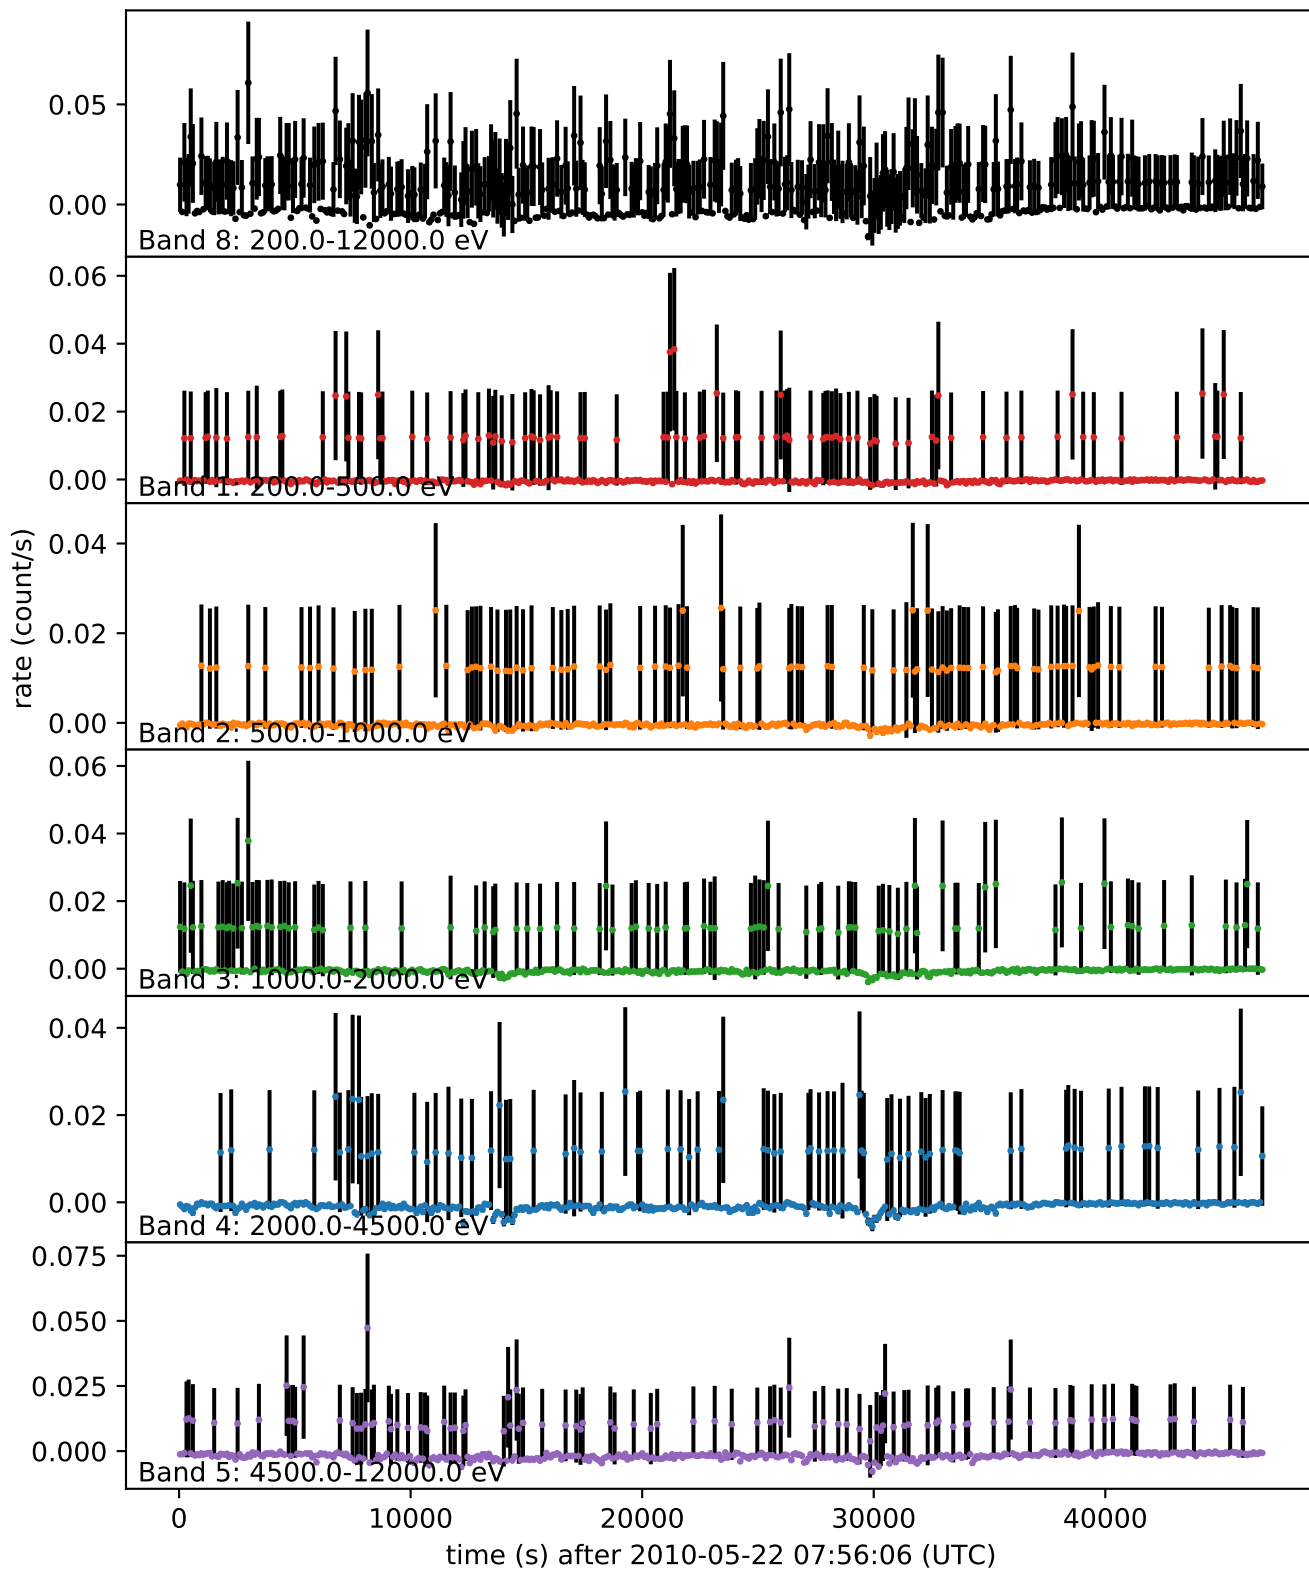 0.05
0.00
Band 8: 200.0-12000.0 eV
0.06
0.04
0.02
0.00
Band 1: 200.0-500.0 eV
0.04
0.02
0.00
Band 2: 500.0-1000.0 eV
rate (count/s)
0.06
0.04
0.02
0.00
Band 3: 1000.0-2000.0 eV
0.04
0.02
0.00
Band 4: 2000.0-4500.0 eV
0.075
0.050
0.025
0.000
Band 5: 4500.0-12000.0 eV
0 10000 20000 30000 40000
time (s) after 2010-05-22 07:56:06 (UTC)